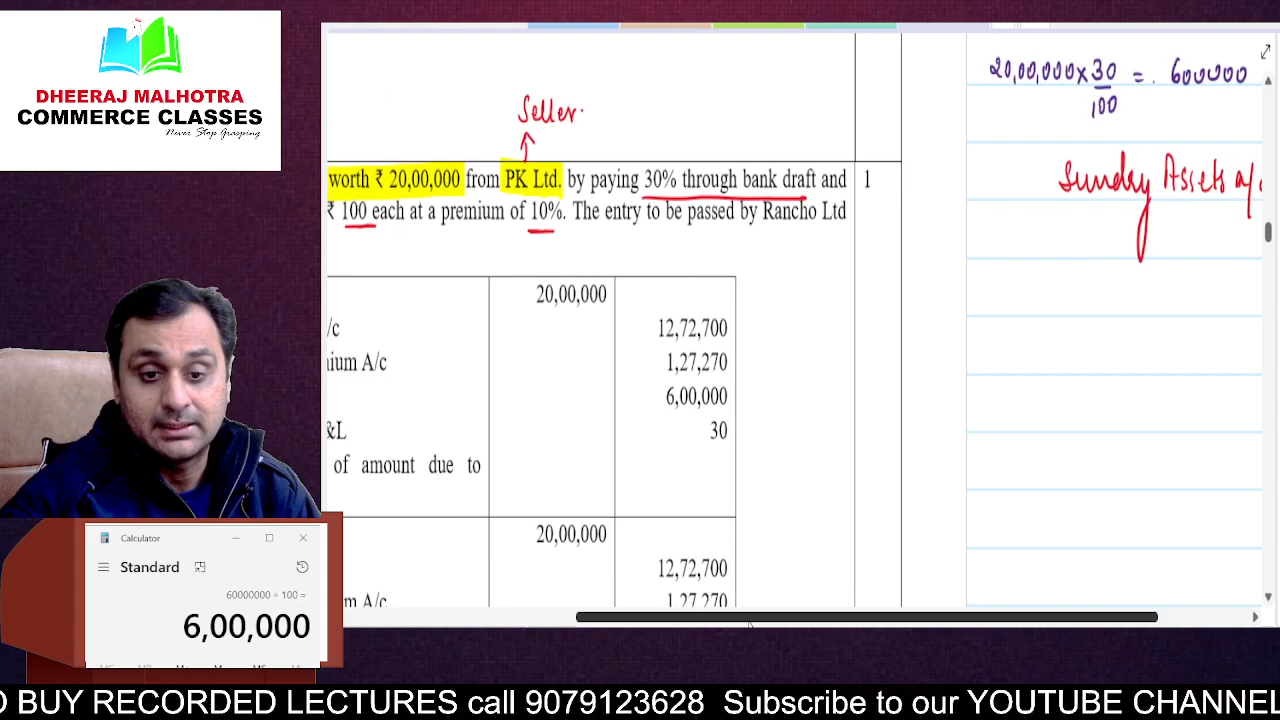 DHEERAJ MALHOTRA
COMMERCE CLASSES
Never Stop Grasping
Seller.
worth ₹ 20,00,000 from PK Ltd. by paying 30% through bank draft and
1
₹ 100 each at a premium of 10%. The entry to be passed by Rancho Ltd
20,00,000
/c
12,72,700
nium A/c
1,27,270
6,00,000
&L
30
of amount due to
20,00,000
12,72,700
m A/c
1,27,270
20,00,000 x 30/100 = 600000
Sunday Assets a/c
Calculator
Standard
60000000 ÷ 100 =
6,00,000
O BUY RECORDED LECTURES call 9079123628 Subscribe to our YOUTUBE CHANNEL